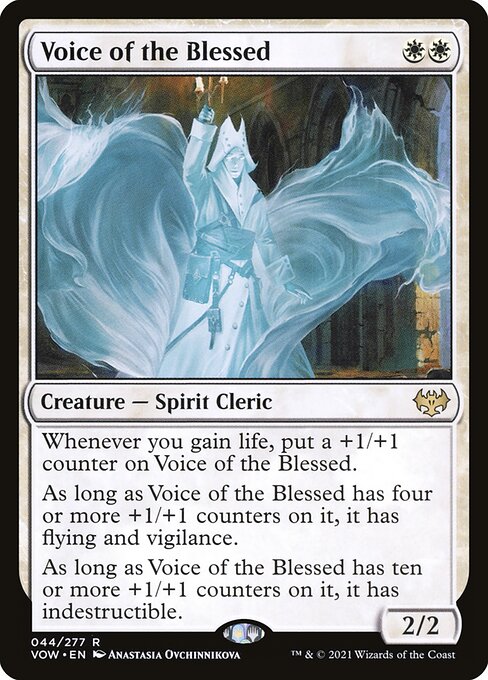 Voice of the Blessed
Creature — Spirit Cleric
Whenever you gain life, put a +1/+1
counter on Voice of the Blessed.
As long as Voice of the Blessed has four
or more +1/+1 counters on it, it has
flying and vigilance.
As long as Voice of the Blessed has ten
or more +1/+1 counters on it, it has
indestructible.
2/2
044/277 R
VOW • EN Anastasia Ovchinnikova
™ & © 2021 Wizards of the Coast